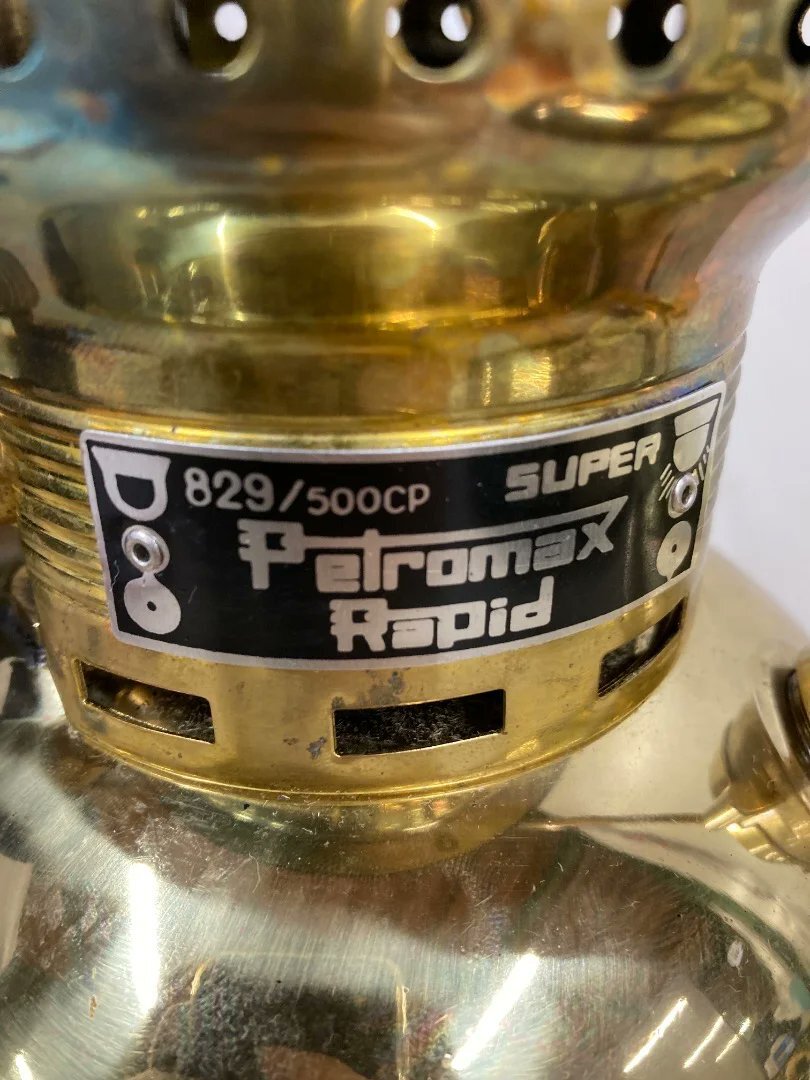 829/500CP SUPER
Petromax
Rapid